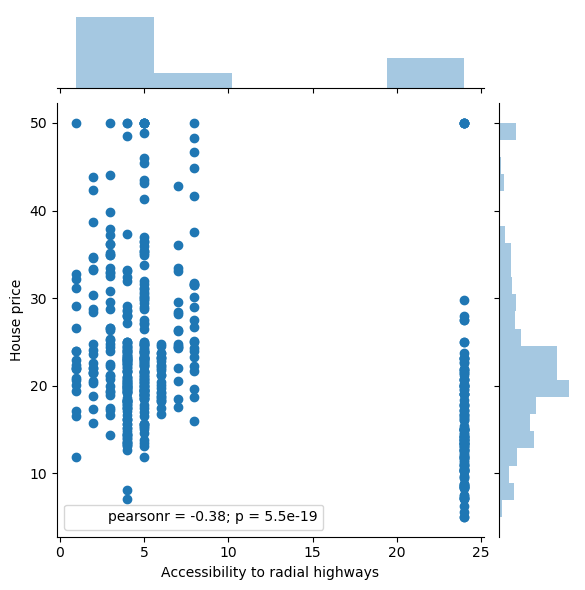 50
40
30
20
10
House price
pearsonr = -0.38; p = 5.5e-19
0 5 10 15 20 25
Accessibility to radial highways